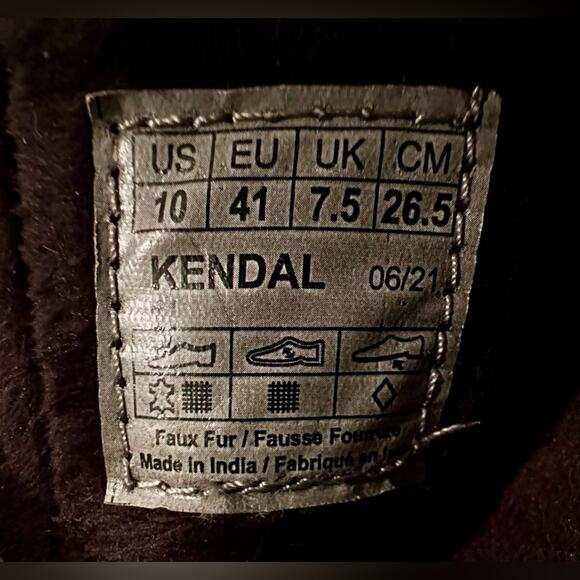 US EU UK CM
10 41 7.5 26.5
KENDAL 06/21
Faux Fur / Fausse
Made in India / Fabriqué en